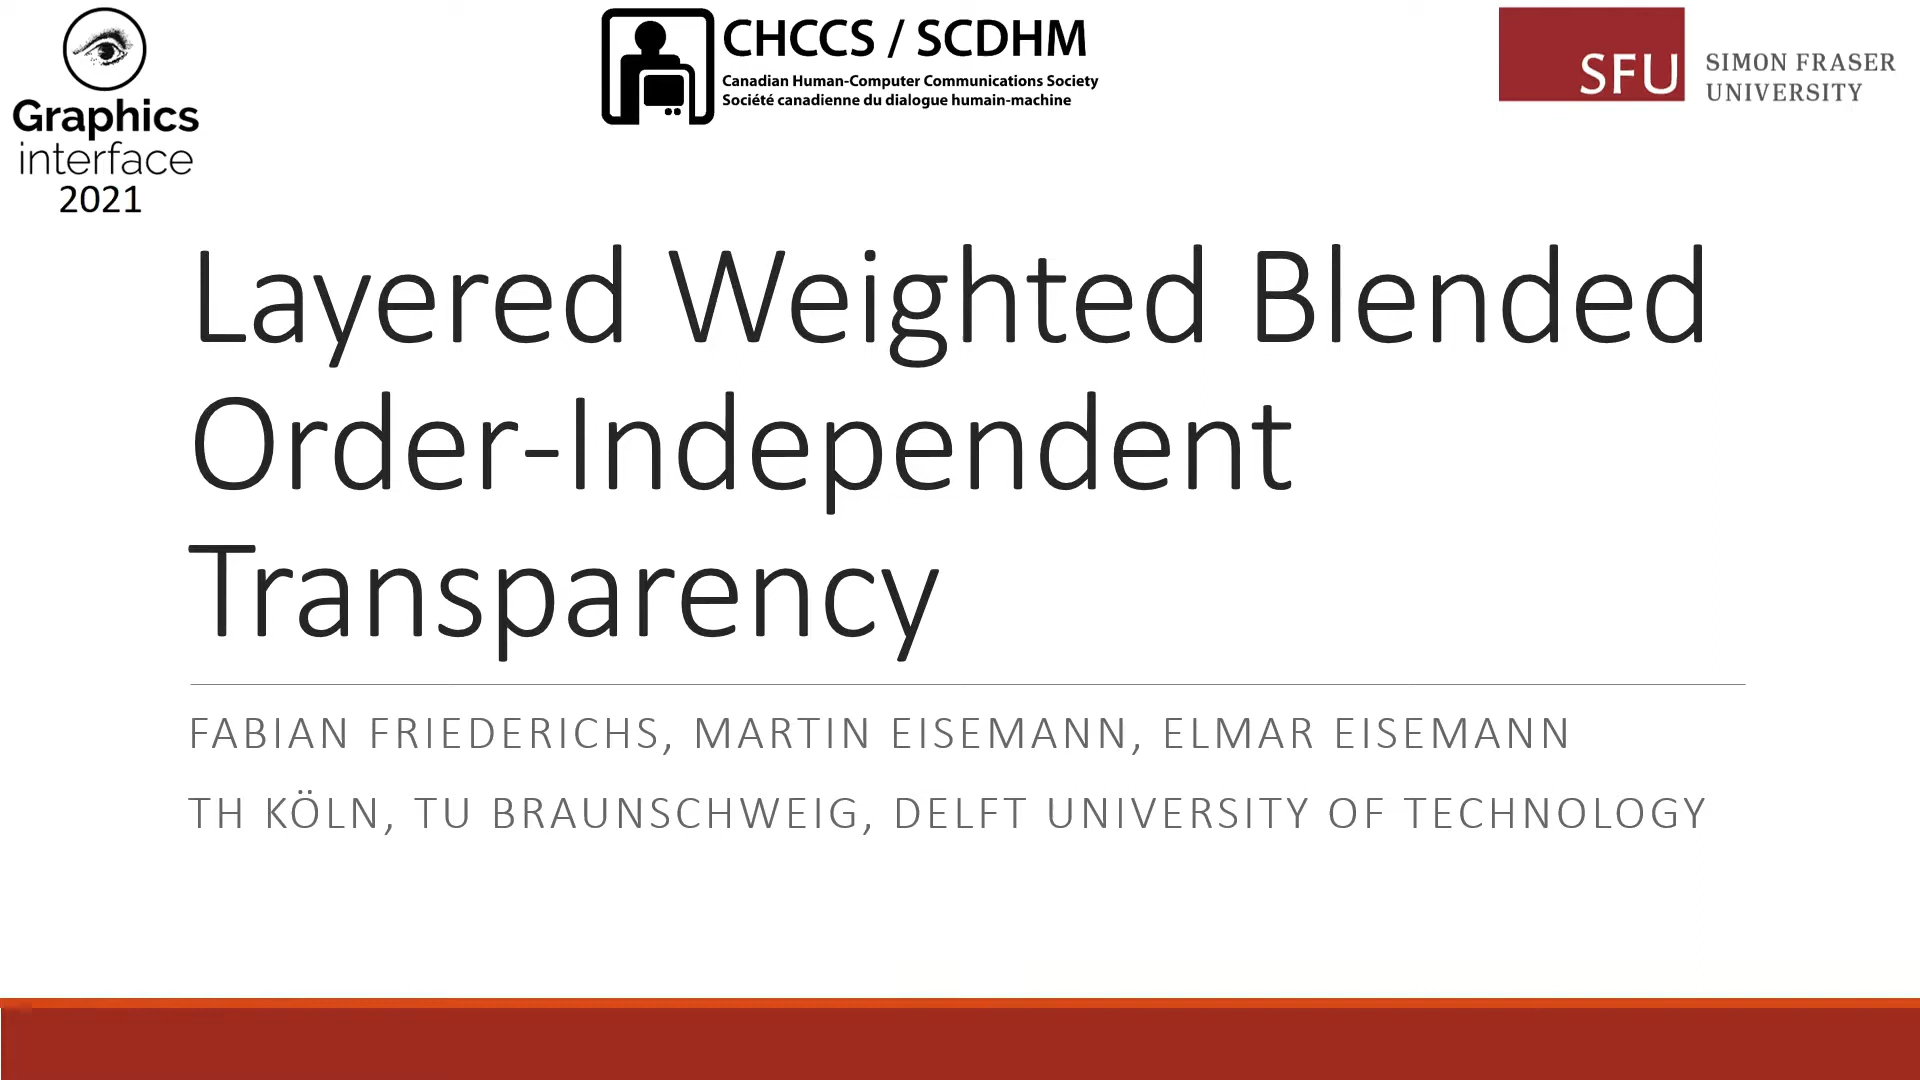 Graphics
interface
2021
CHCCS / SCDHM
Canadian Human-Computer Communications Society
Société canadienne du dialogue humain-machine
SFU
SIMON FRASER
UNIVERSITY
Layered Weighted Blended
Order-Independent
Transparency
FABIAN FRIEDERICHS, MARTIN EISEMANN, ELMAR EISEMANN
TH KÖLN, TU BRAUNSCHWEIG, DELFT UNIVERSITY OF TECHNOLOGY